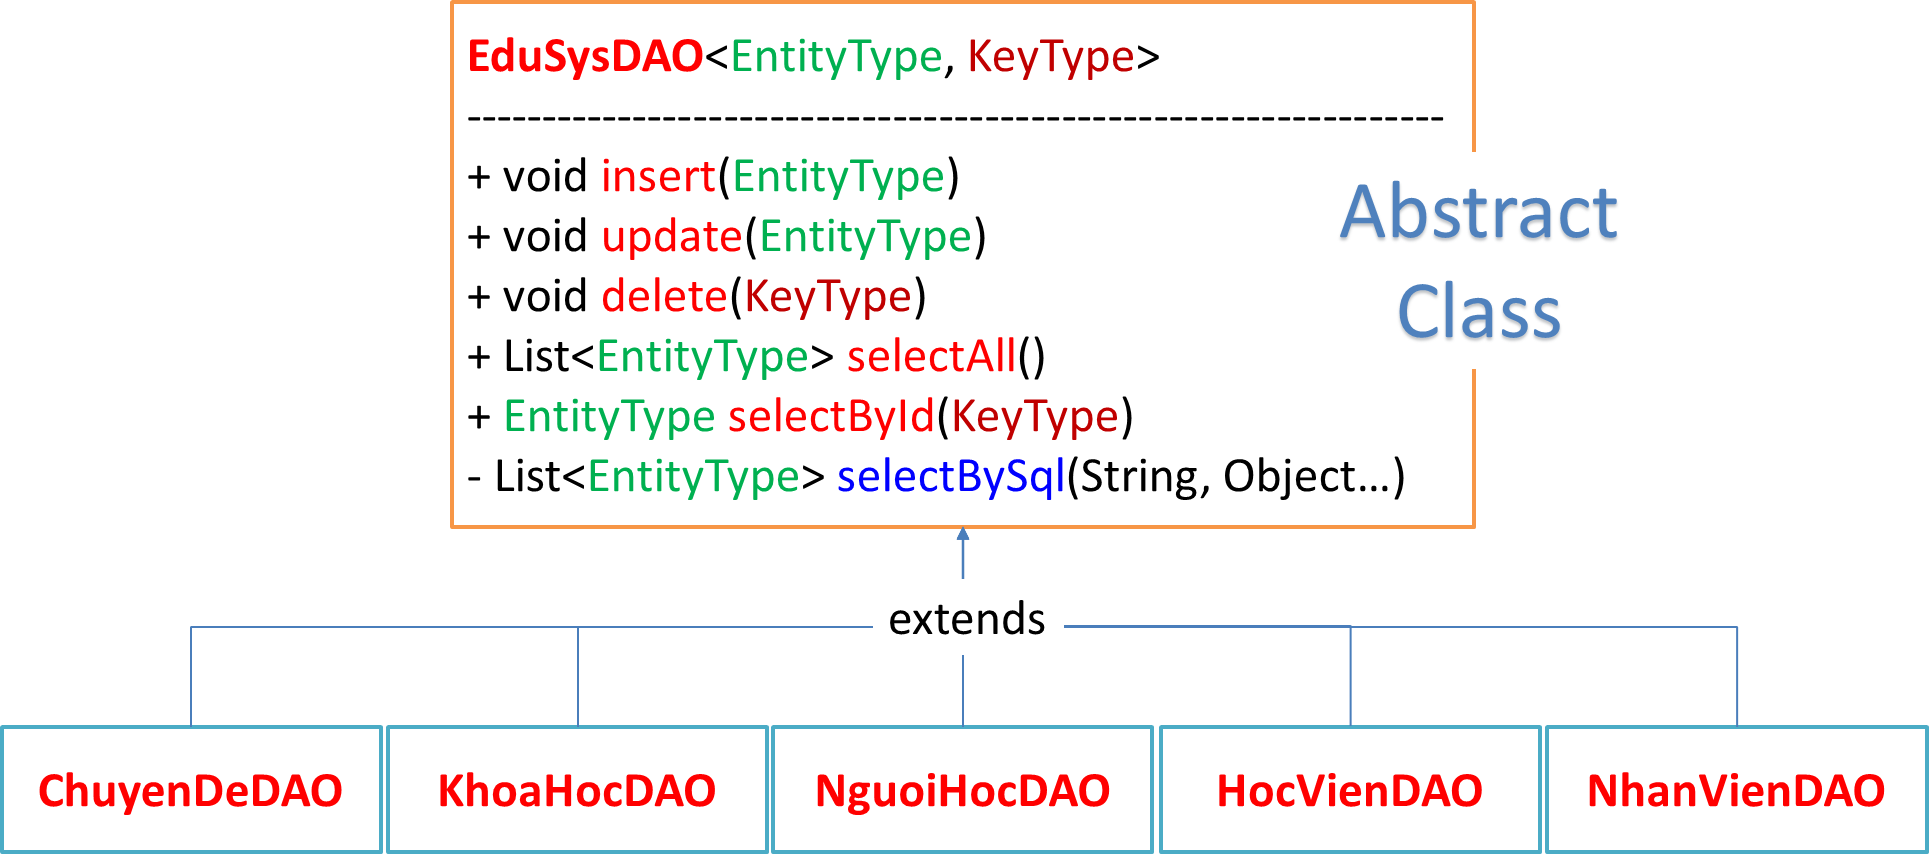 EduSysDAO<EntityType, KeyType>
-----------------------------------------------------------------
+ void insert(EntityType)
+ void update(EntityType)
+ void delete(KeyType)
+ List<EntityType> selectAll()
+ EntityType selectById(KeyType)
- List<EntityType> selectBySql(String, Object…)
Abstract
Class
extends
ChuyenDeDAO
KhoaHocDAO
NguoiHocDAO
HocVienDAO
NhanVienDAO